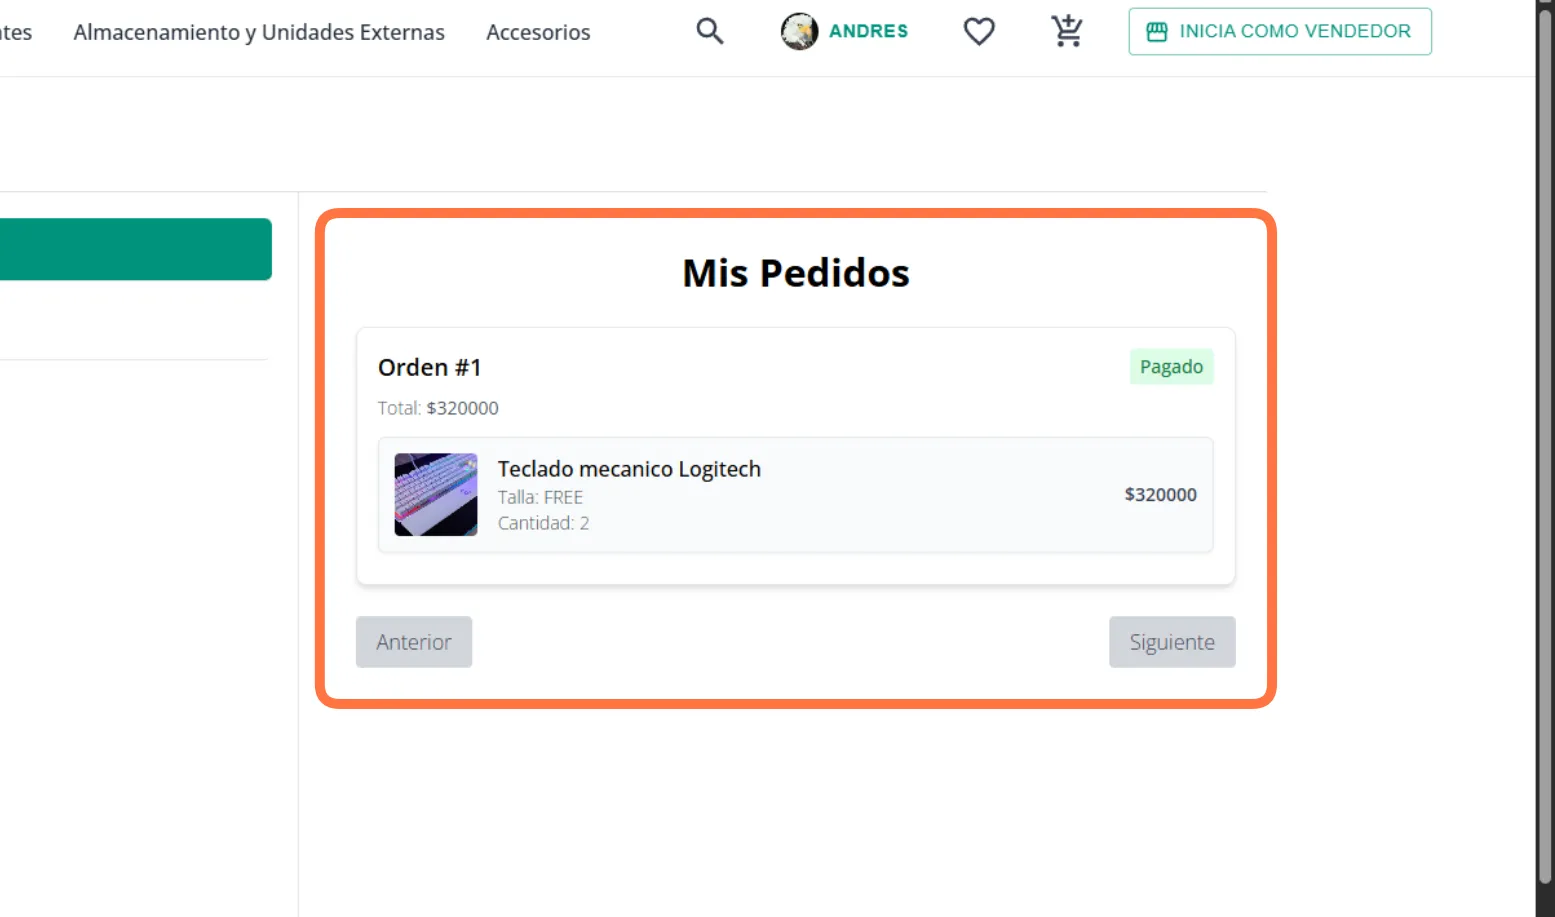 Almacenamiento y Unidades Externas
Accesorios
ANDRES
INICIA COMO VENDEDOR
Mis Pedidos
Orden #1
Pagado
Total: $320000
Teclado mecanico Logitech
Talla: FREE
Cantidad: 2
$320000
Anterior
Siguiente